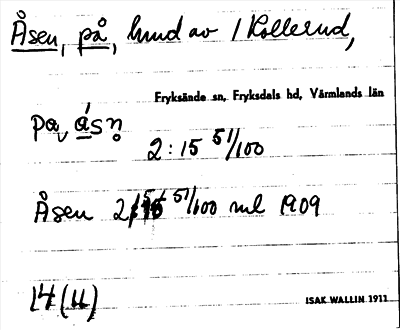 Åsen, på, hmd av 1 Kollerud,
Fryksände sn, Fryksdals hd, Värmlands län
pa, åsn̥
2:15 51/100
Åsen 2:15 51/100 ml 1909
14 (11)
ISAK WALLIN 1911